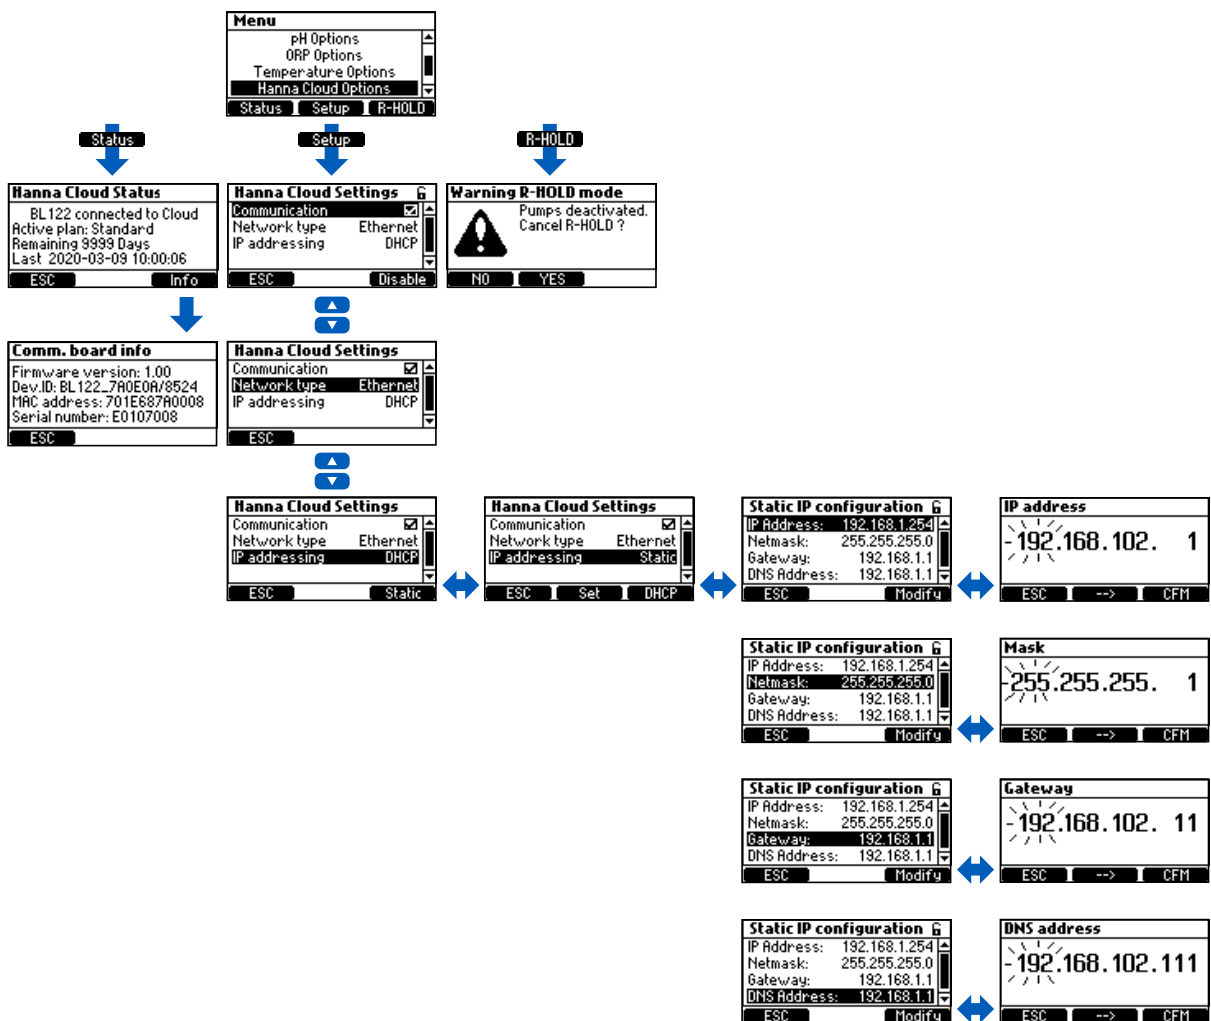 Menu
pH Options
ORP Options
Temperature Options
Hanna Cloud Options
Status Setup R-HOLD
Status Setup R-HOLD
Hanna Cloud Status
BL122 connected to Cloud
Active plan: Standard
Remaining 9999 Days
Last 2020-03-09 10:00:06
ESC Info
Hanna Cloud Settings
Communication
Network type Ethernet
IP addressing DHCP
ESC Disable
Warning R-HOLD mode
Pumps deactivated.
Cancel R-HOLD ?
NO YES
Comm. board info
Firmware version: 1.00
Dev.ID: BL122_7A0E0A/8524
MAC address: 701E687A0008
Serial number: E0107008
ESC
Hanna Cloud Settings
Communication
Network type Ethernet
IP addressing DHCP
ESC
Hanna Cloud Settings
Communication
Network type Ethernet
IP addressing DHCP
ESC Static
Hanna Cloud Settings
Communication
Network type Ethernet
IP addressing Static
ESC Set DHCP
Static IP configuration
IP Address: 192.168.1.254
Netmask: 255.255.255.0
Gateway: 192.168.1.1
DNS Address: 192.168.1.1
ESC Modify
IP address
192.168.102. 1
ESC --> CFM
Static IP configuration
IP Address: 192.168.1.254
Netmask: 255.255.255.0
Gateway: 192.168.1.1
DNS Address: 192.168.1.1
ESC Modify
Mask
255.255.255. 1
ESC --> CFM
Static IP configuration
IP Address: 192.168.1.254
Netmask: 255.255.255.0
Gateway: 192.168.1.1
DNS Address: 192.168.1.1
ESC Modify
Gateway
192.168.102. 11
ESC --> CFM
Static IP configuration
IP Address: 192.168.1.254
Netmask: 255.255.255.0
Gateway: 192.168.1.1
DNS Address: 192.168.1.1
ESC Modify
DNS address
192.168.102.111
ESC --> CFM